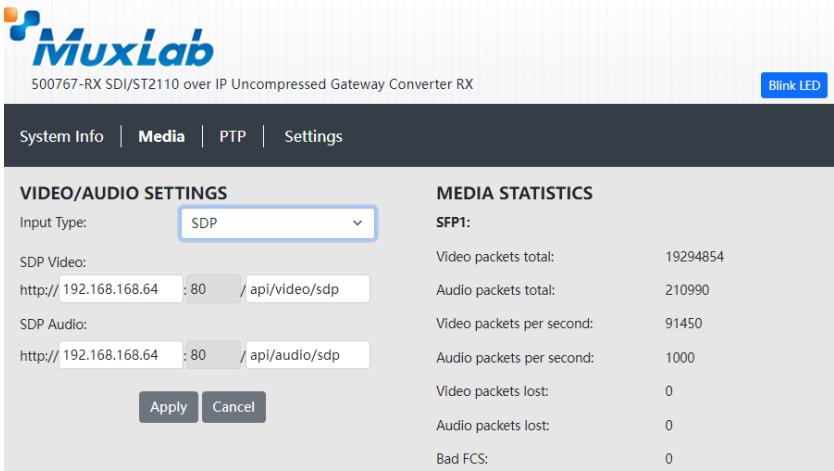 MuxLab
500767-RX SDI/ST2110 over IP Uncompressed Gateway Converter RX
Blink LED
System Info | Media | PTP | Settings
VIDEO/AUDIO SETTINGS
Input Type: SDP
SDP Video:
http:// 192.168.168.64 : 80 / api/video/sdp
SDP Audio:
http:// 192.168.168.64 : 80 / api/audio/sdp
Apply Cancel
MEDIA STATISTICS
SFP1:
Video packets total: 19294854
Audio packets total: 210990
Video packets per second: 91450
Audio packets per second: 1000
Video packets lost: 0
Audio packets lost: 0
Bad FCS: 0